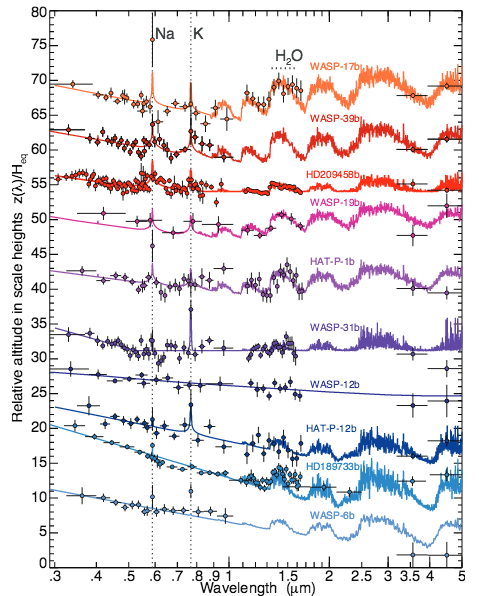 80
75
70
65
60
55
50
45
40
35
30
25
20
15
10
5
0
Relative altitude in scale heights z(λ)/Heq
Na
K
H2O
WASP-17b
WASP-39b
HD209458b
WASP-19b
HAT-P-1b
WASP-31b
WASP-12b
HAT-P-12b
HD189733b
WASP-6b
.3 .4 .5 .6 .7 .8 .9 1 1.5 2 2.5 3 3.5 4 5
Wavelength (μm)